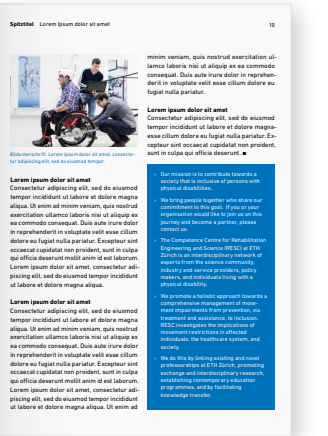 Spitztitel Lorem Ipsum dolor sit amet
10
Bildunterschrift. Lorem ipsum dolor sit amet, consecte-
tur adipiscing elit, sed do eiusmod tempor.
Lorem ipsum dolor sit amet
Consectetur adipiscing elit, sed do eiusmod
tempor incididunt ut labore et dolore magna
aliqua. Ut enim ad minim veniam, quis nostrud
exercitation ullamco laboris nisi ut aliquip ex
ea commodo consequat. Duis aute irure dolor
in reprehenderit in voluptate velit esse cillum
dolore eu fugiat nulla pariatur. Excepteur sint
occaecat cupidatat non proident, sunt in culpa
qui officia deserunt mollit anim id est laborum.
Lorem ipsum dolor sit amet, consectetur adi-
piscing elit, sed do eiusmod tempor incididunt
ut labore et dolore magna aliqua.
Lorem ipsum dolor sit amet
Consectetur adipiscing elit, sed do eiusmod
tempor incididunt ut labore et dolore magna
aliqua. Ut enim ad minim veniam, quis nostrud
exercitation ullamco laboris nisi ut aliquip ex
ea commodo consequat. Duis aute irure dolor
in reprehenderit in voluptate velit esse cillum
dolore eu fugiat nulla pariatur. Excepteur sint
occaecat cupidatat non proident, sunt in culpa
qui officia deserunt mollit anim id est laborum.
Lorem ipsum dolor sit amet, consectetur adi-
piscing elit, sed do eiusmod tempor incididunt
ut labore et dolore magna aliqua. Ut enim ad
minim veniam, quis nostrud exercitation ul-
lamco laboris nisi ut aliquip ex ea commodo
consequat. Duis aute irure dolor in reprehen-
derit in voluptate velit esse cillum dolore eu
fugiat nulla pariatur.
Lorem ipsum dolor sit amet
Consectetur adipiscing elit, sed do eiusmod
tempor incididunt ut labore et dolore magna-
esse cillum dolore eu fugiat nulla pariatur. Ex-
cepteur sint occaecat cupidatat non proident,
sunt in culpa qui officia deserunt. ■
› Our mission is to contribute towards a
society that is inclusive of persons with
physical disabilities.
› We bring people together who share our
commitment to this goal. If you or your
organisation would like to join us on this
journey and become a partner, please
contact us.
› The Competence Centre for Rehabilitation
Engineering and Science (RESC) at ETH
Zürich is an interdisciplinary network of
experts from the science community,
industry and service providers, policy
makers, and individuals living with a
physical disability.
› We promote a holistic approach towards a
comprehensive management of move-
ment impairments from prevention, via
treatment and assistance, to inclusion.
RESC investigates the implications of
movement restrictions in affected
individuals, the healthcare system, and
society.
› We do this by linking existing and novel
professorships at ETH Zürich, promoting
exchange and interdisciplinary research,
establishing contemporary education
programmes, and by facilitating
knowledge transfer.